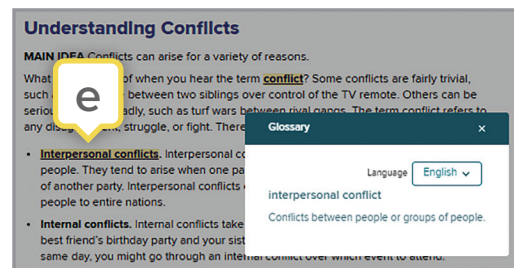 Understanding Conflicts
MAIN IDEA Conflicts can arise for a variety of reasons.
What of when you hear the term conflict? Some conflicts are fairly trivial,
such between two siblings over control of the TV remote. Others can be
serio adly, such as turf wars between rival gangs. The term conflict refers to
any disag nt, struggle, or fight. There
e
• Interpersonal conflicts. Interpersonal co
people. They tend to arise when one pa
of another party. Interpersonal conflicts
people to entire nations.
• Internal conflicts. Internal conflicts take
best friend's birthday party and your sist
same day, you might go through an internal conflict over which event to attend.
Glossary ×
Language English
interpersonal conflict
Conflicts between people or groups of people.